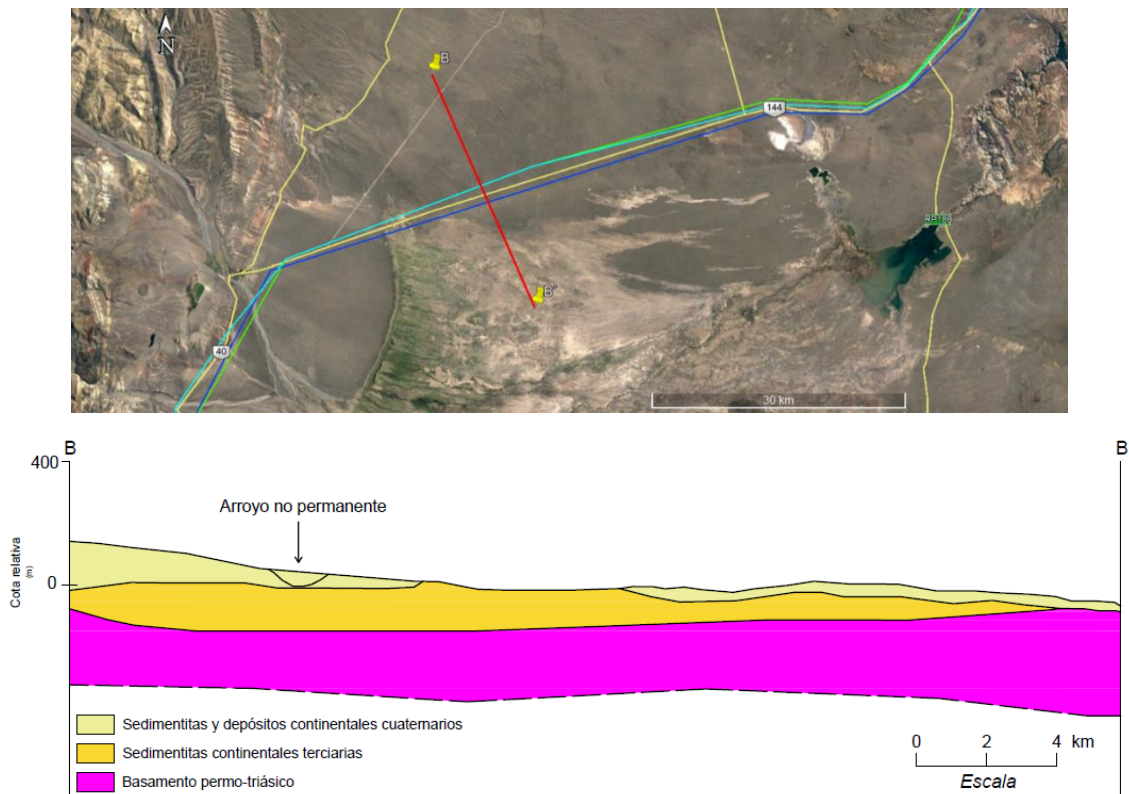 N
B
144
RP180
B'
40
30 km
B
B
400
Arroyo no permanente
Cota relativa
(m)
0
Sedimentitas y depósitos continentales cuaternarios
Sedimentitas continentales terciarias
Basamento permo-triásico
0 2 4 km
Escala